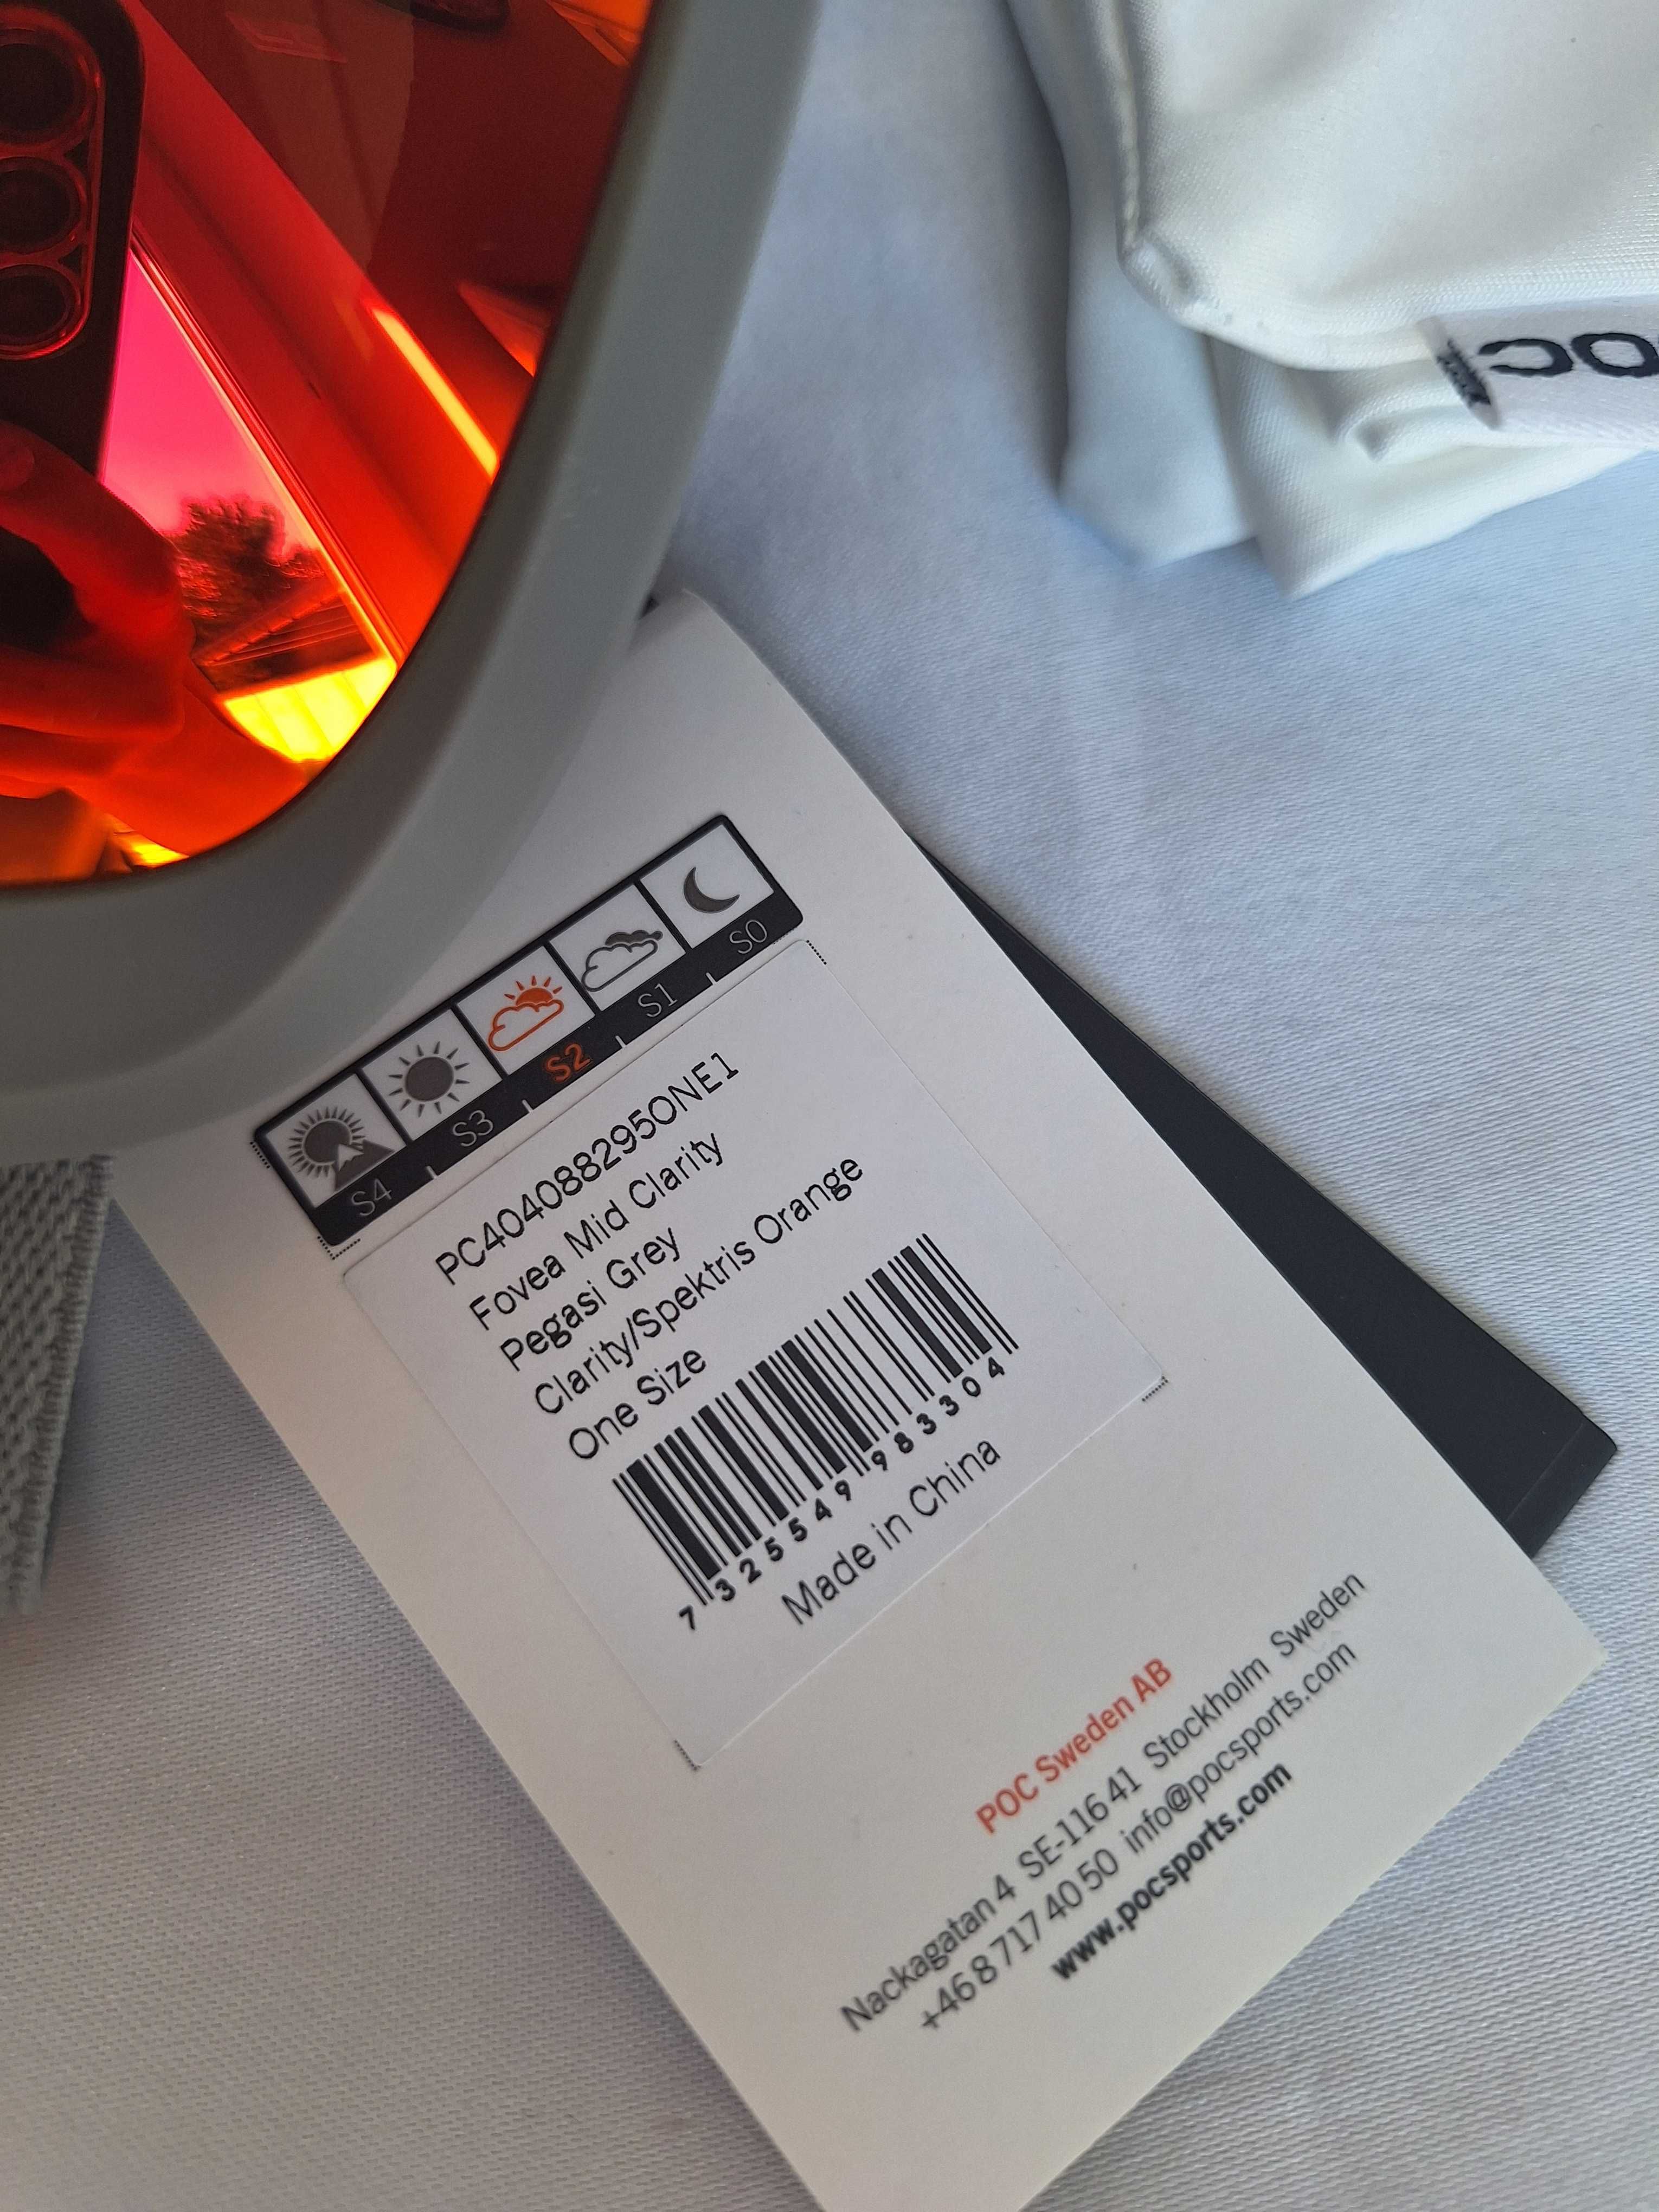 POC
S4 S3 S2 S1 S0
PC404088295ONE1
Fovea Mid Clarity
Pegasi Grey
Clarity/Spektris Orange
One Size
7 325549 983304
Made in China
POC Sweden AB
Nackagatan 4 SE-116 41 Stockholm Sweden
+46 8 717 40 50 info@pocsports.com
www.pocsports.com